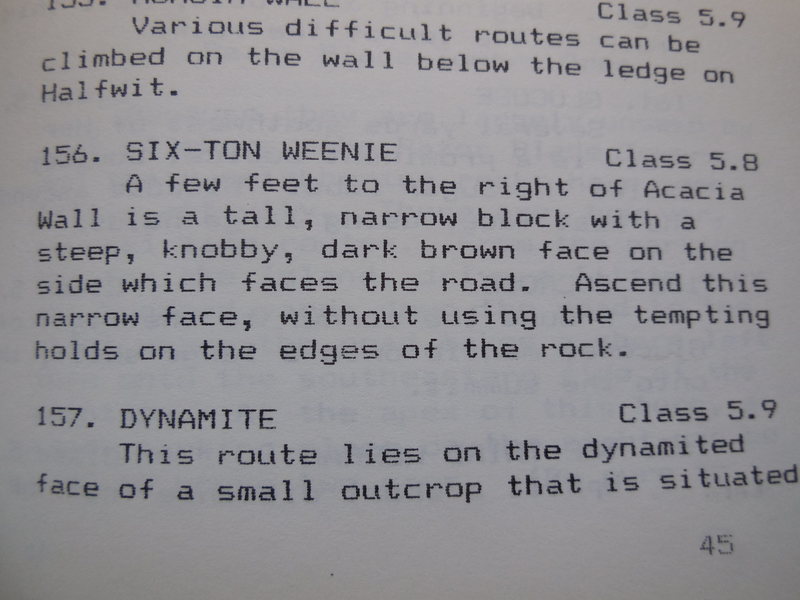 155. ACACIA WALL Class 5.9
Various difficult routes can be
climbed on the wall below the ledge on
Halfwit.
156. SIX-TON WEENIE Class 5.8
A few feet to the right of Acacia
Wall is a tall, narrow block with a
steep, knobby, dark brown face on the
side which faces the road. Ascend this
narrow face, without using the tempting
holds on the edges of the rock.
157. DYNAMITE Class 5.9
This route lies on the dynamited
face of a small outcrop that is situated
45